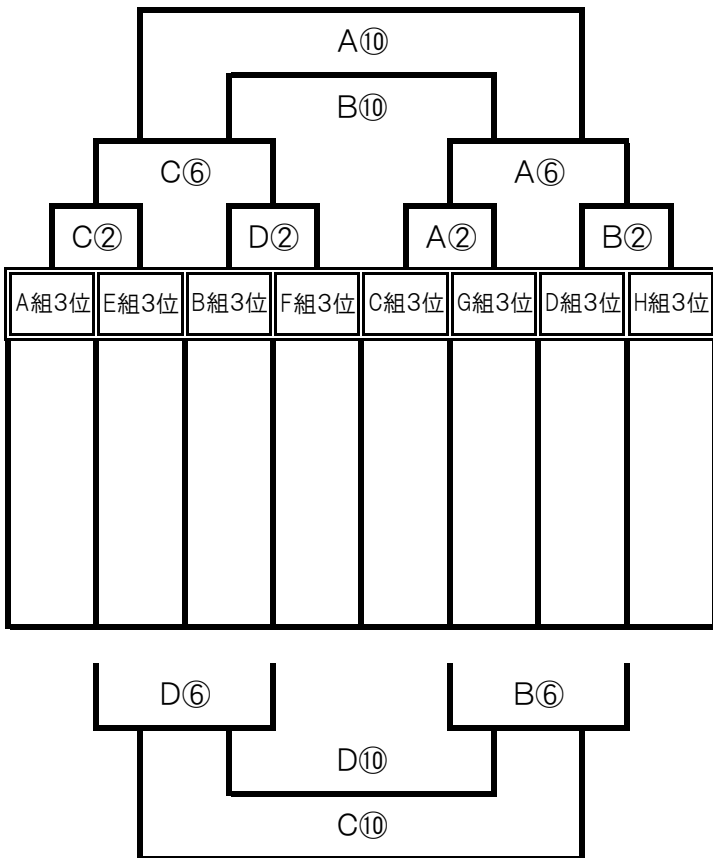 A⑩
B⑩
C⑥ A⑥
C② D② A② B②
A組3位 E組3位 B組3位 F組3位 C組3位 G組3位 D組3位 H組3位
D⑥ B⑥
D⑩
C⑩